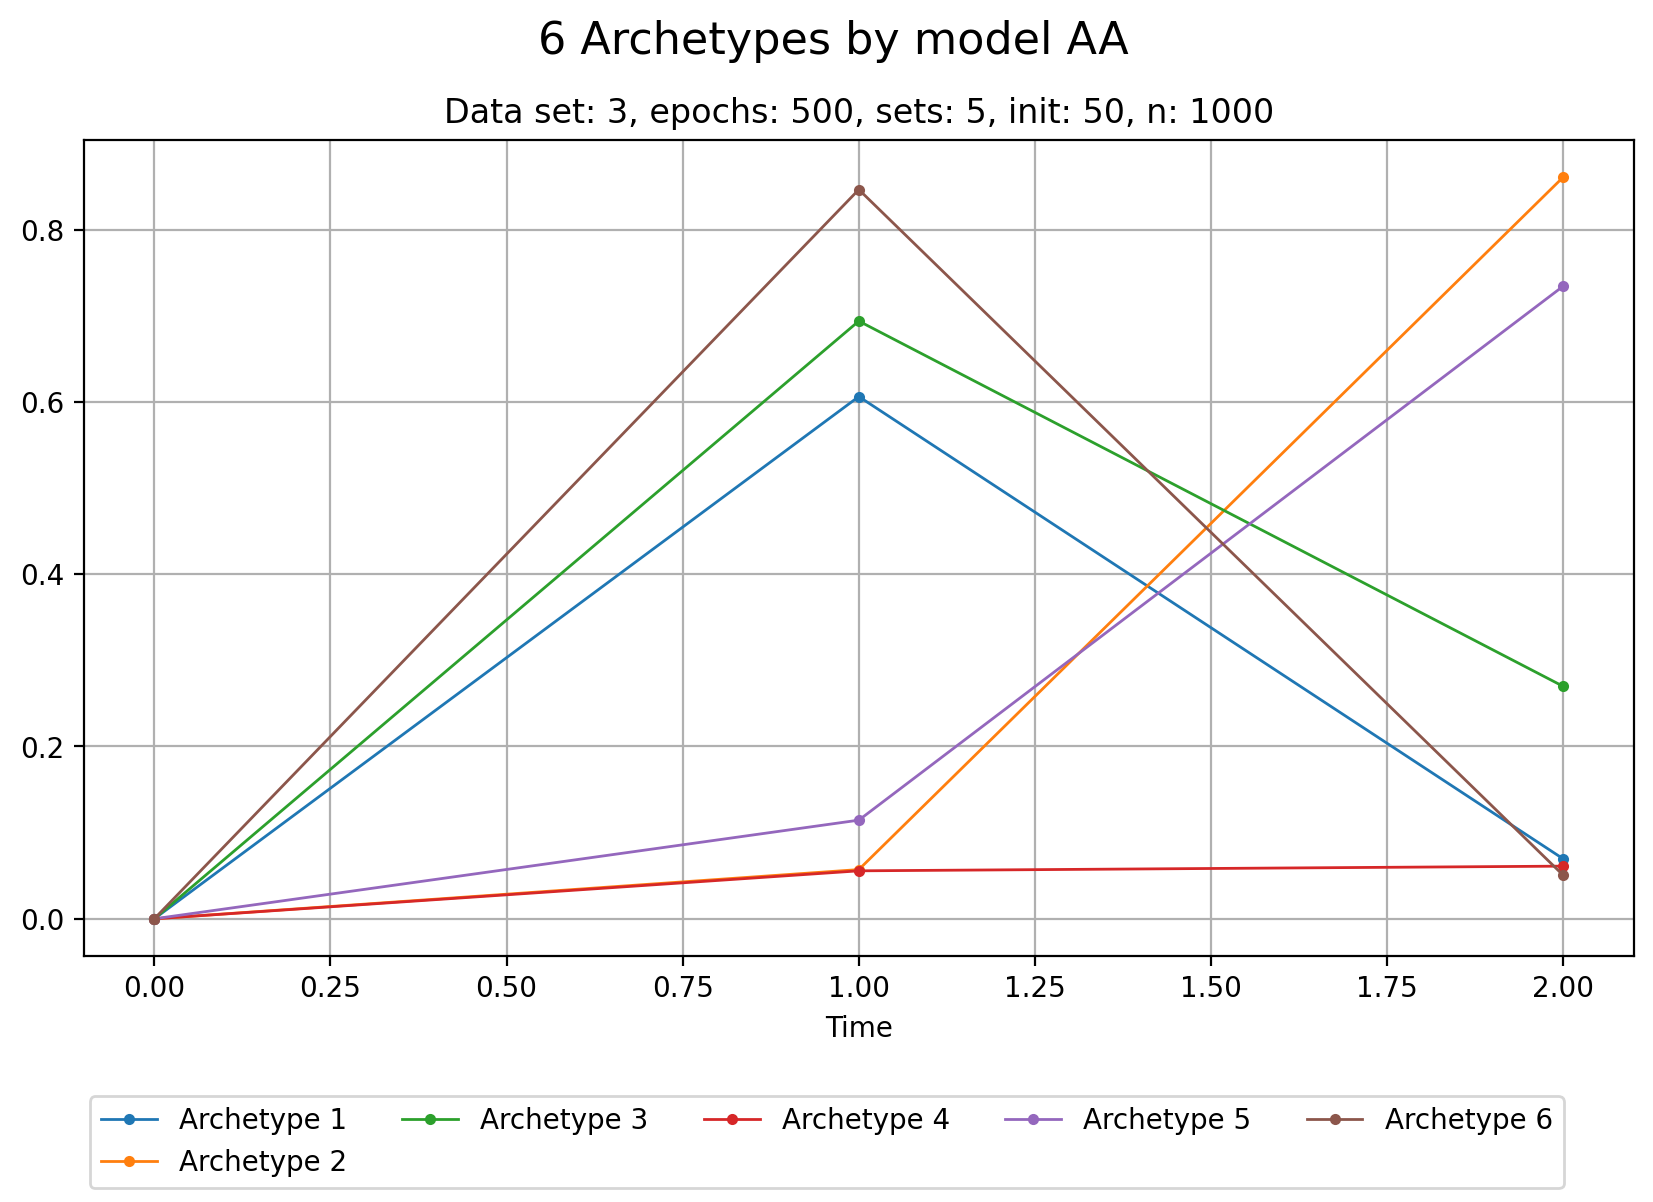 6 Archetypes by model AA
Data set: 3, epochs: 500, sets: 5, init: 50, n: 1000
0.8
0.6
0.4
0.2
0.0
0.00 0.25 0.50 0.75 1.00 1.25 1.50 1.75 2.00
Time
Archetype 1 Archetype 3 Archetype 4 Archetype 5 Archetype 6
Archetype 2